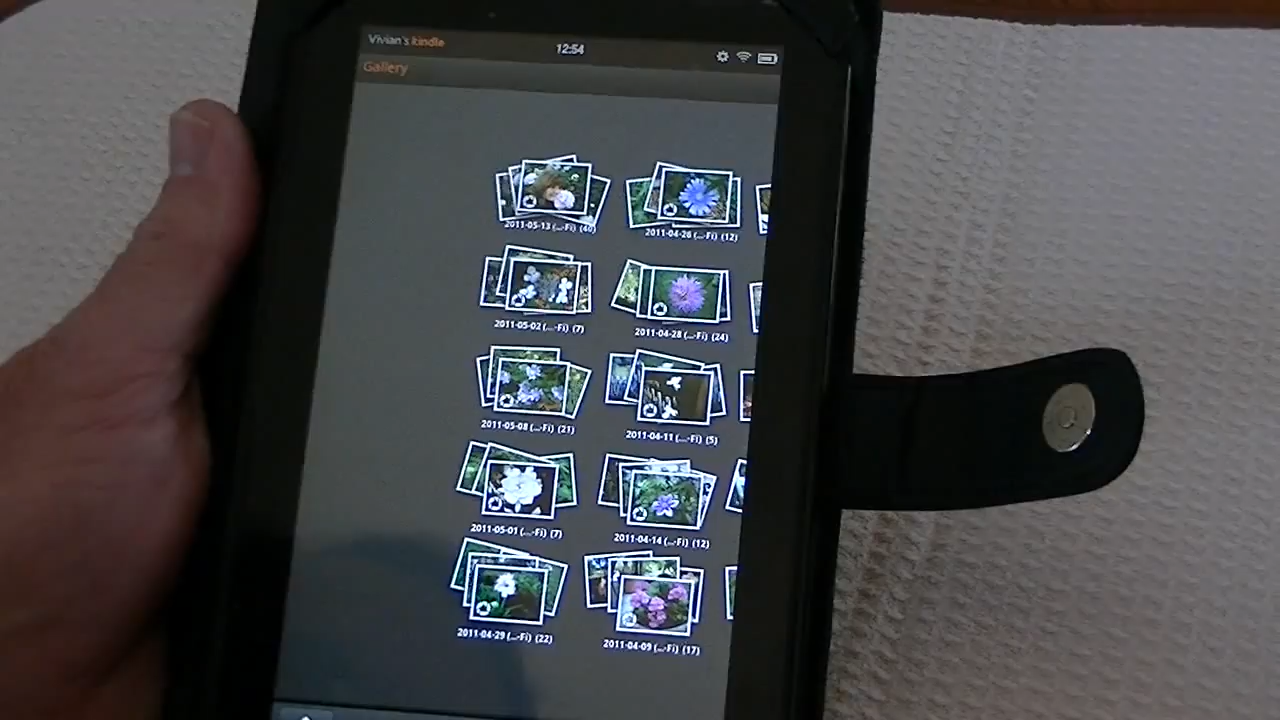 Vivian's kindle 12:54
Gallery
2011-05-13 (...-Fi) (40) 2011-04-26 (...-Fi) (12)
2011-05-02 (...-Fi) (7) 2011-04-28 (...-Fi) (24)
2011-05-08 (...-Fi) (21) 2011-04-11 (...-Fi) (5)
2011-05-01 (...-Fi) (7) 2011-04-14 (...-Fi) (12)
2011-04-29 (...-Fi) (22) 2011-04-09 (...-Fi) (17)